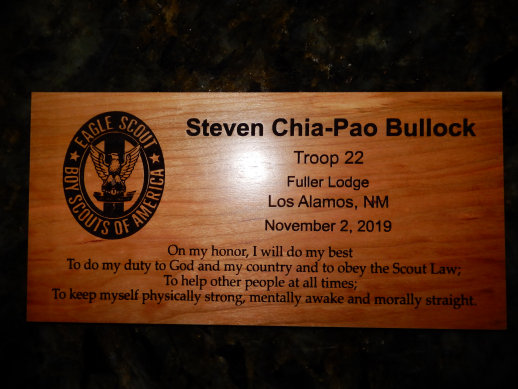 EAGLE SCOUT
BOY SCOUTS OF AMERICA
Steven Chia-Pao Bullock
Troop 22
Fuller Lodge
Los Alamos, NM
November 2, 2019
On my honor, I will do my best
To do my duty to God and my country and to obey the Scout Law;
To help other people at all times;
To keep myself physically strong, mentally awake and morally straight.